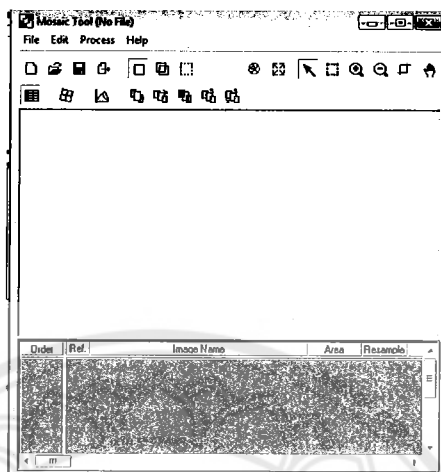 Mosaic Tool (No File)
File Edit Process Help
Order Ref. Image Name Area Resample